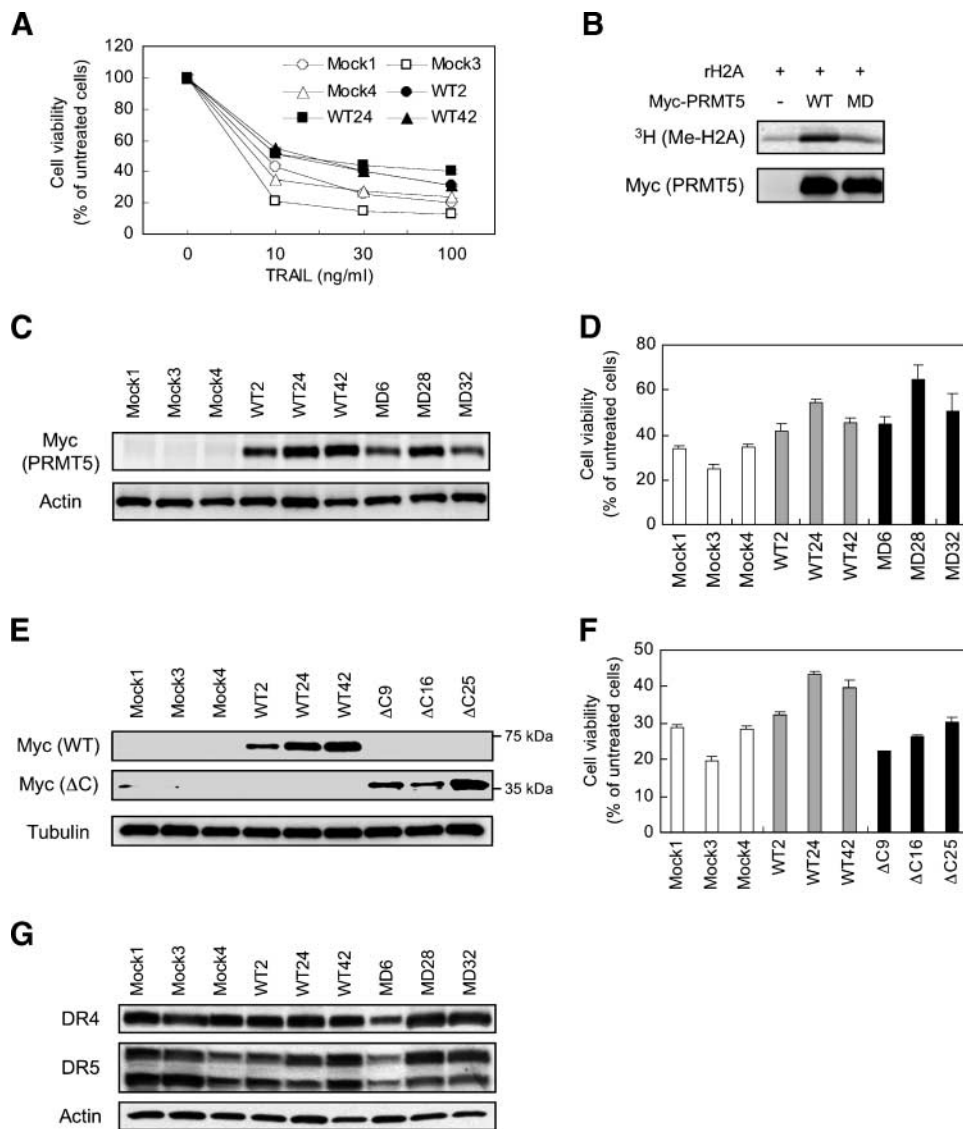 A
120
100
80
60
40
20
0
Cell viability
(% of untreated cells)
Mock1 Mock3
Mock4 WT2
WT24 WT42
0 10 30 100
TRAIL (ng/ml)
B
rH2A + + +
Myc-PRMT5 - WT MD
³H (Me-H2A)
Myc (PRMT5)
C
Mock1 Mock3 Mock4 WT2 WT24 WT42 MD6 MD28 MD32
Myc
(PRMT5)
Actin
D
80
60
40
20
0
Cell viability
(% of untreated cells)
Mock1 Mock3 Mock4 WT2 WT24 WT42 MD6 MD28 MD32
E
Mock1 Mock3 Mock4 WT2 WT24 WT42 ΔC9 ΔC16 ΔC25
Myc (WT)
75 kDa
Myc (ΔC)
35 kDa
Tubulin
F
50
40
30
20
10
0
Cell viability
(% of untreated cells)
Mock1 Mock3 Mock4 WT2 WT24 WT42 ΔC9 ΔC16 ΔC25
G
Mock1 Mock3 Mock4 WT2 WT24 WT42 MD6 MD28 MD32
DR4
DR5
Actin